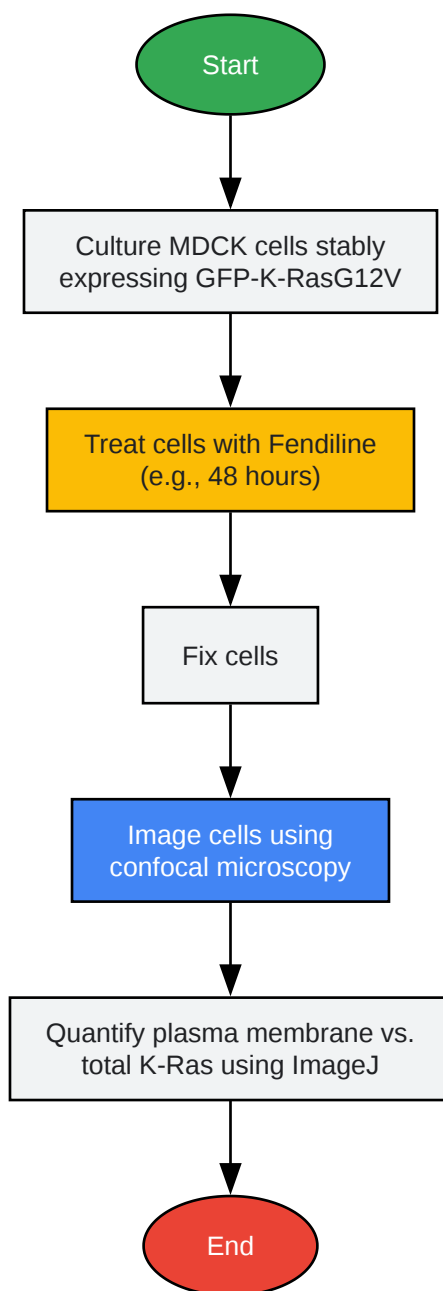 Start
Culture MDCK cells stably
expressing GFP-K-RasG12V
Treat cells with Fendiline
(e.g., 48 hours)
Fix cells
Image cells using
confocal microscopy
Quantify plasma membrane vs.
total K-Ras using ImageJ
End